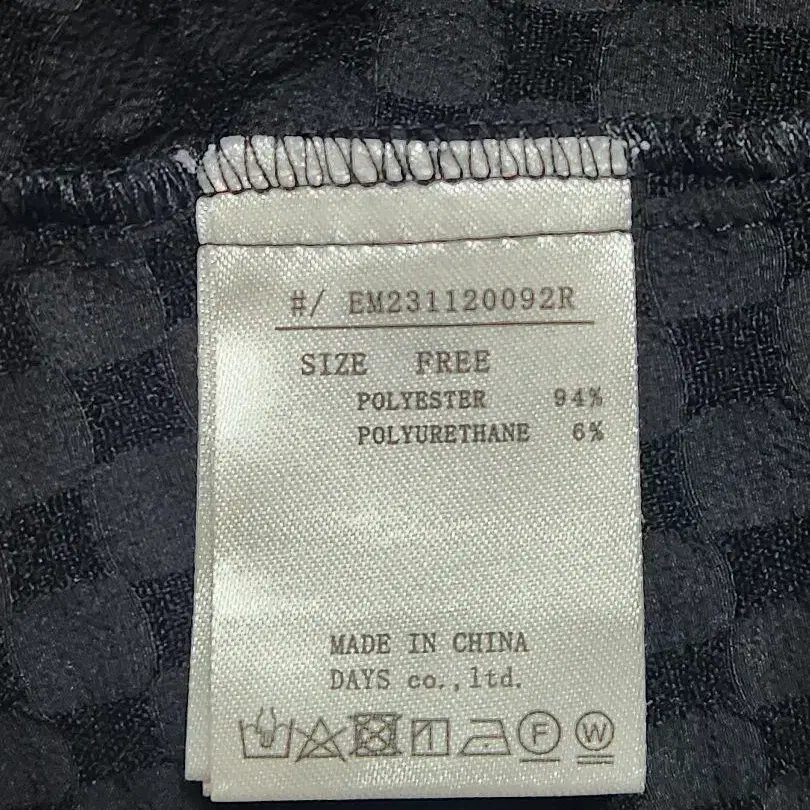 #/ EM231120092R
SIZE FREE
POLYESTER 94%
POLYURETHANE 6%
MADE IN CHINA
DAYS co.,ltd.
F W